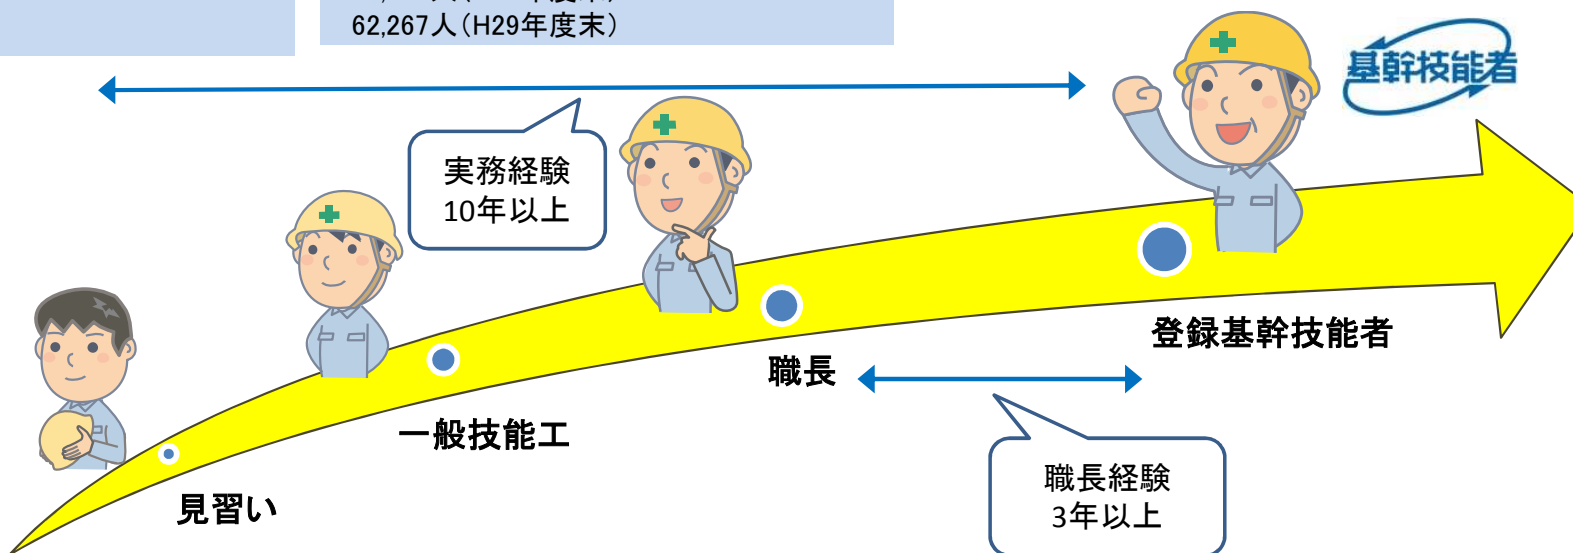 62,267人（H29年度末）
基幹技能者
実務経験
10年以上
登録基幹技能者
職長
一般技能工
職長経験
3年以上
見習い